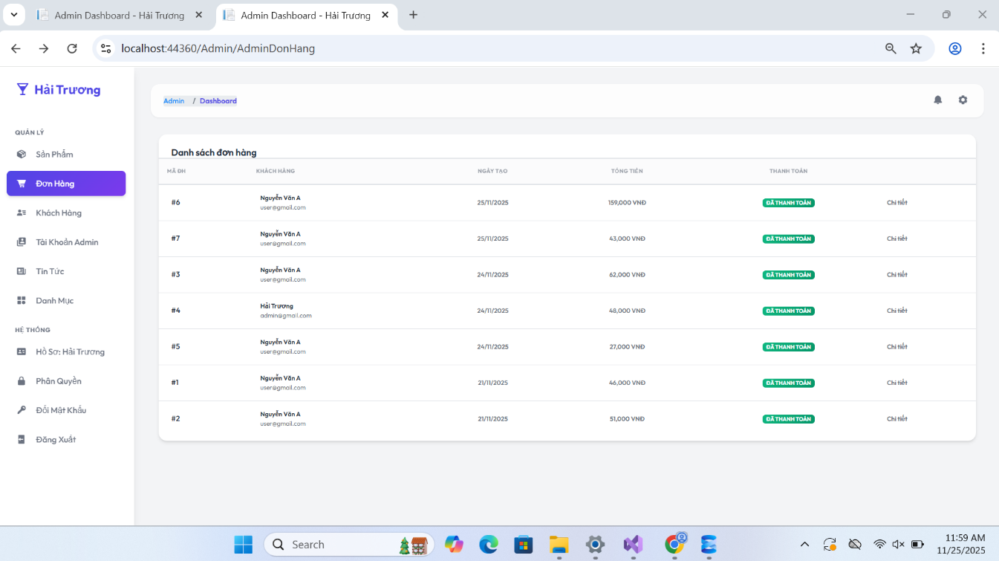 Admin Dashboard - Hải Trương
Admin Dashboard - Hải Trương
localhost:44360/Admin/AdminDonHang
Hải Trương
Admin / Dashboard
QUẢN LÝ
Sản Phẩm
Đơn Hàng
Khách Hàng
Tài Khoản Admin
Tin Tức
Danh Mục
HỆ THỐNG
Hồ Sơ: Hải Trương
Phân Quyền
Đổi Mật Khẩu
Đăng Xuất
Danh sách đơn hàng
MÃ ĐH KHÁCH HÀNG NGÀY TẠO TỔNG TIỀN THANH TOÁN
#6 Nguyễn Văn A 25/11/2025 159,000 VNĐ ĐÃ THANH TOÁN Chi tiết
user@gmail.com
#7 Nguyễn Văn A 25/11/2025 43,000 VNĐ ĐÃ THANH TOÁN Chi tiết
user@gmail.com
#3 Nguyễn Văn A 24/11/2025 62,000 VNĐ ĐÃ THANH TOÁN Chi tiết
user@gmail.com
#4 Hải Trương 24/11/2025 48,000 VNĐ ĐÃ THANH TOÁN Chi tiết
admin@gmail.com
#5 Nguyễn Văn A 24/11/2025 27,000 VNĐ ĐÃ THANH TOÁN Chi tiết
user@gmail.com
#1 Nguyễn Văn A 21/11/2025 46,000 VNĐ ĐÃ THANH TOÁN Chi tiết
user@gmail.com
#2 Nguyễn Văn A 21/11/2025 51,000 VNĐ ĐÃ THANH TOÁN Chi tiết
user@gmail.com
Search
11:59 AM
11/25/2025